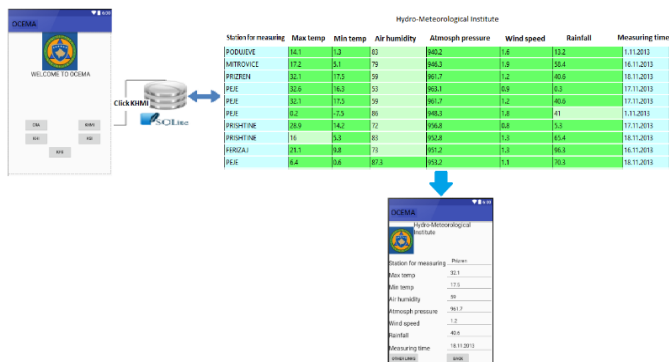 Hydro-Meteorological Institute
OCEMA
WELCOME TO OCEMA
Click KHMI
SQLite
Station for measuring Max temp Min temp Air humidity Atmosph pressure Wind speed Rainfall Measuring time
PODUJEVE 14.1 1.3 83 940.2 1.6 13.2 1.11.2013
MITROVICE 17.2 5.1 79 946.3 1.9 58.4 16.11.2013
PRIZREN 32.1 17.5 59 961.7 1.2 40.6 18.11.2013
PEJE 32.6 16.3 55 963.1 0.9 0.3 17.11.2013
PEJE 32.1 17.5 59 961.7 1.2 40.6 17.11.2013
PEJE 0.2 -7.5 86 948.3 1.8 41 1.11.2013
PRISHTINE 28.9 14.2 72 956.8 0.8 5.3 17.11.2013
PRISHTINE 16 5.3 83 952.8 1.3 65.4 18.11.2013
FERIZAJ 21.1 9.8 73 951.2 1.3 96.3 16.11.2013
PEJE 6.4 0.6 87.3 953.2 1.1 70.3 18.11.2013
OCEMA
Hydro-Meteorological
Institute
Station for measuring
Max temp 32.1
Min temp 17.5
Air humidity 59
Atmosph pressure 961.7
Wind speed 1.2
Rainfall 40.6
Measuring time 18.11.2013
BACK